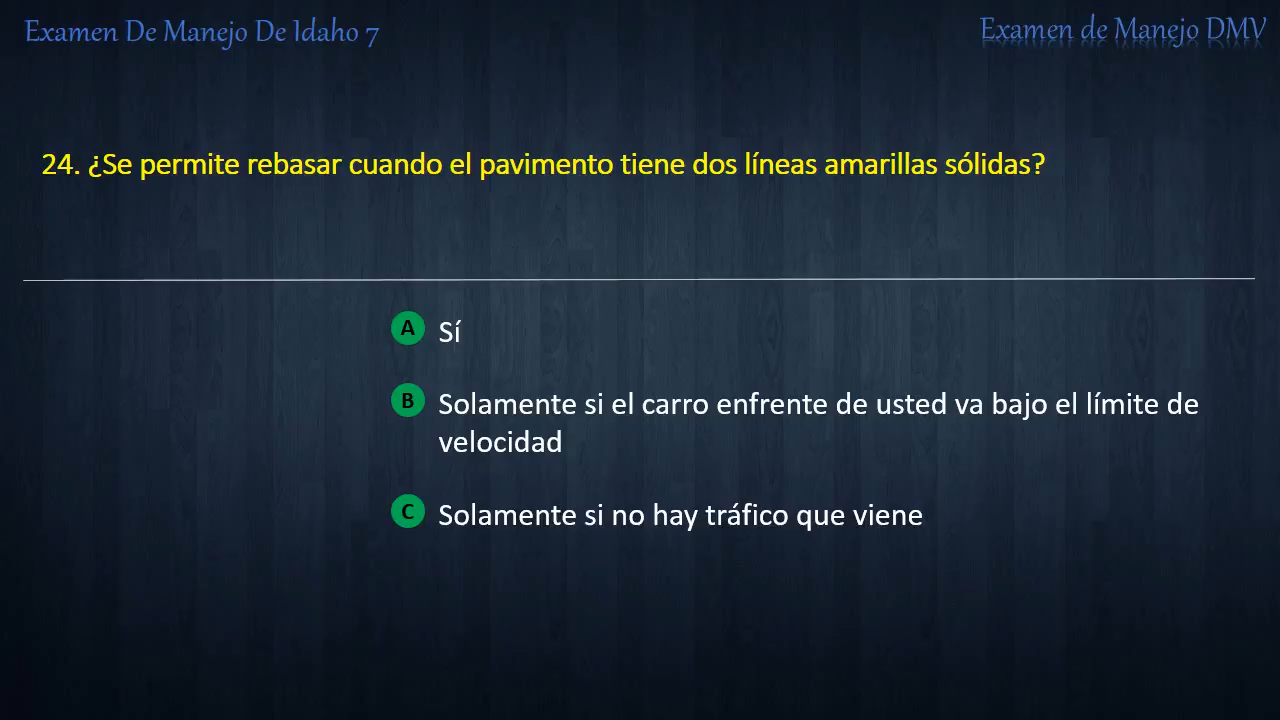 Examen De Manejo De Idaho 7
Examen de Manejo DMV
24. ¿Se permite rebasar cuando el pavimento tiene dos líneas amarillas sólidas?
A Sí
B Solamente si el carro enfrente de usted va bajo el límite de
velocidad
C Solamente si no hay tráfico que viene